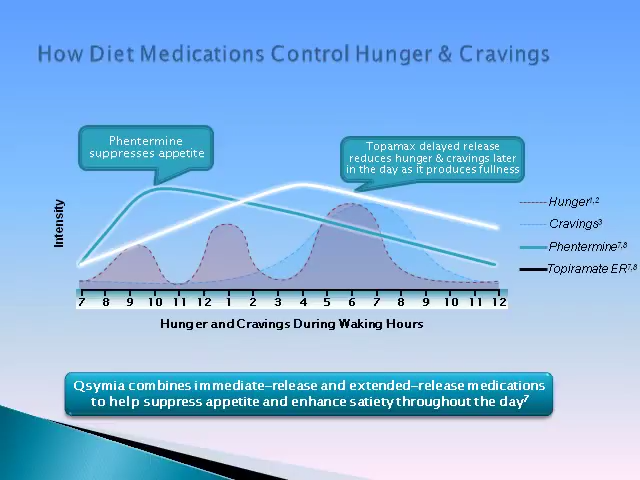 How Diet Medications Control Hunger & Cravings
Phentermine
suppresses appetite
Topamax delayed release
reduces hunger & cravings later
in the day as it produces fullness
Intensity
Hunger1,2
Cravings3
Phentermine7,8
Topiramate ER7,8
7 8 9 10 11 12 1 2 3 4 5 6 7 8 9 10 11 12
Hunger and Cravings During Waking Hours
Qsymia combines immediate-release and extended-release medications
to help suppress appetite and enhance satiety throughout the day7